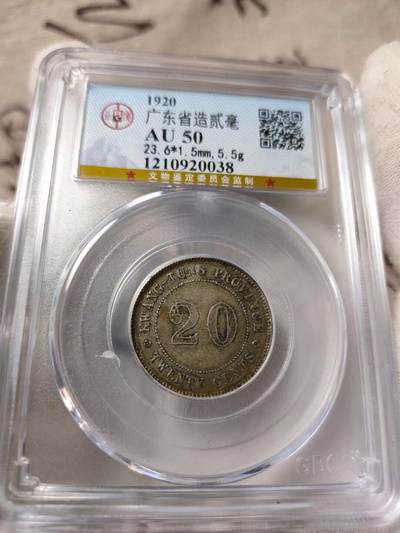 1920
广东省造贰毫
AU 50
23.6*1.5mm,5.5g
1210920038
文物鉴定委员会监制
KWANG-TUNG PROVINCE
20
TWENTY CENTS
GBCA